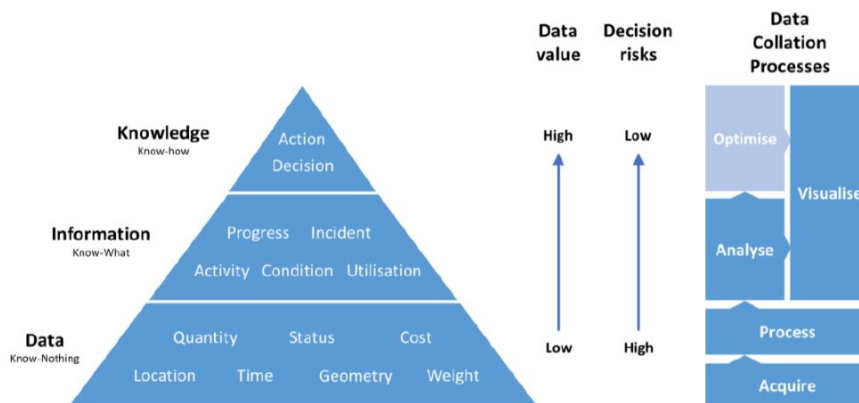 Data value
Decision risks
Data Collation Processes
Knowledge
Know-how
Action
Decision
High
Low
Optimise
Visualise
Information
Know-What
Progress Incident
Activity Condition Utilisation
Analyse
Data
Know-Nothing
Quantity Status Cost
Location Time Geometry Weight
Low
High
Process
Acquire